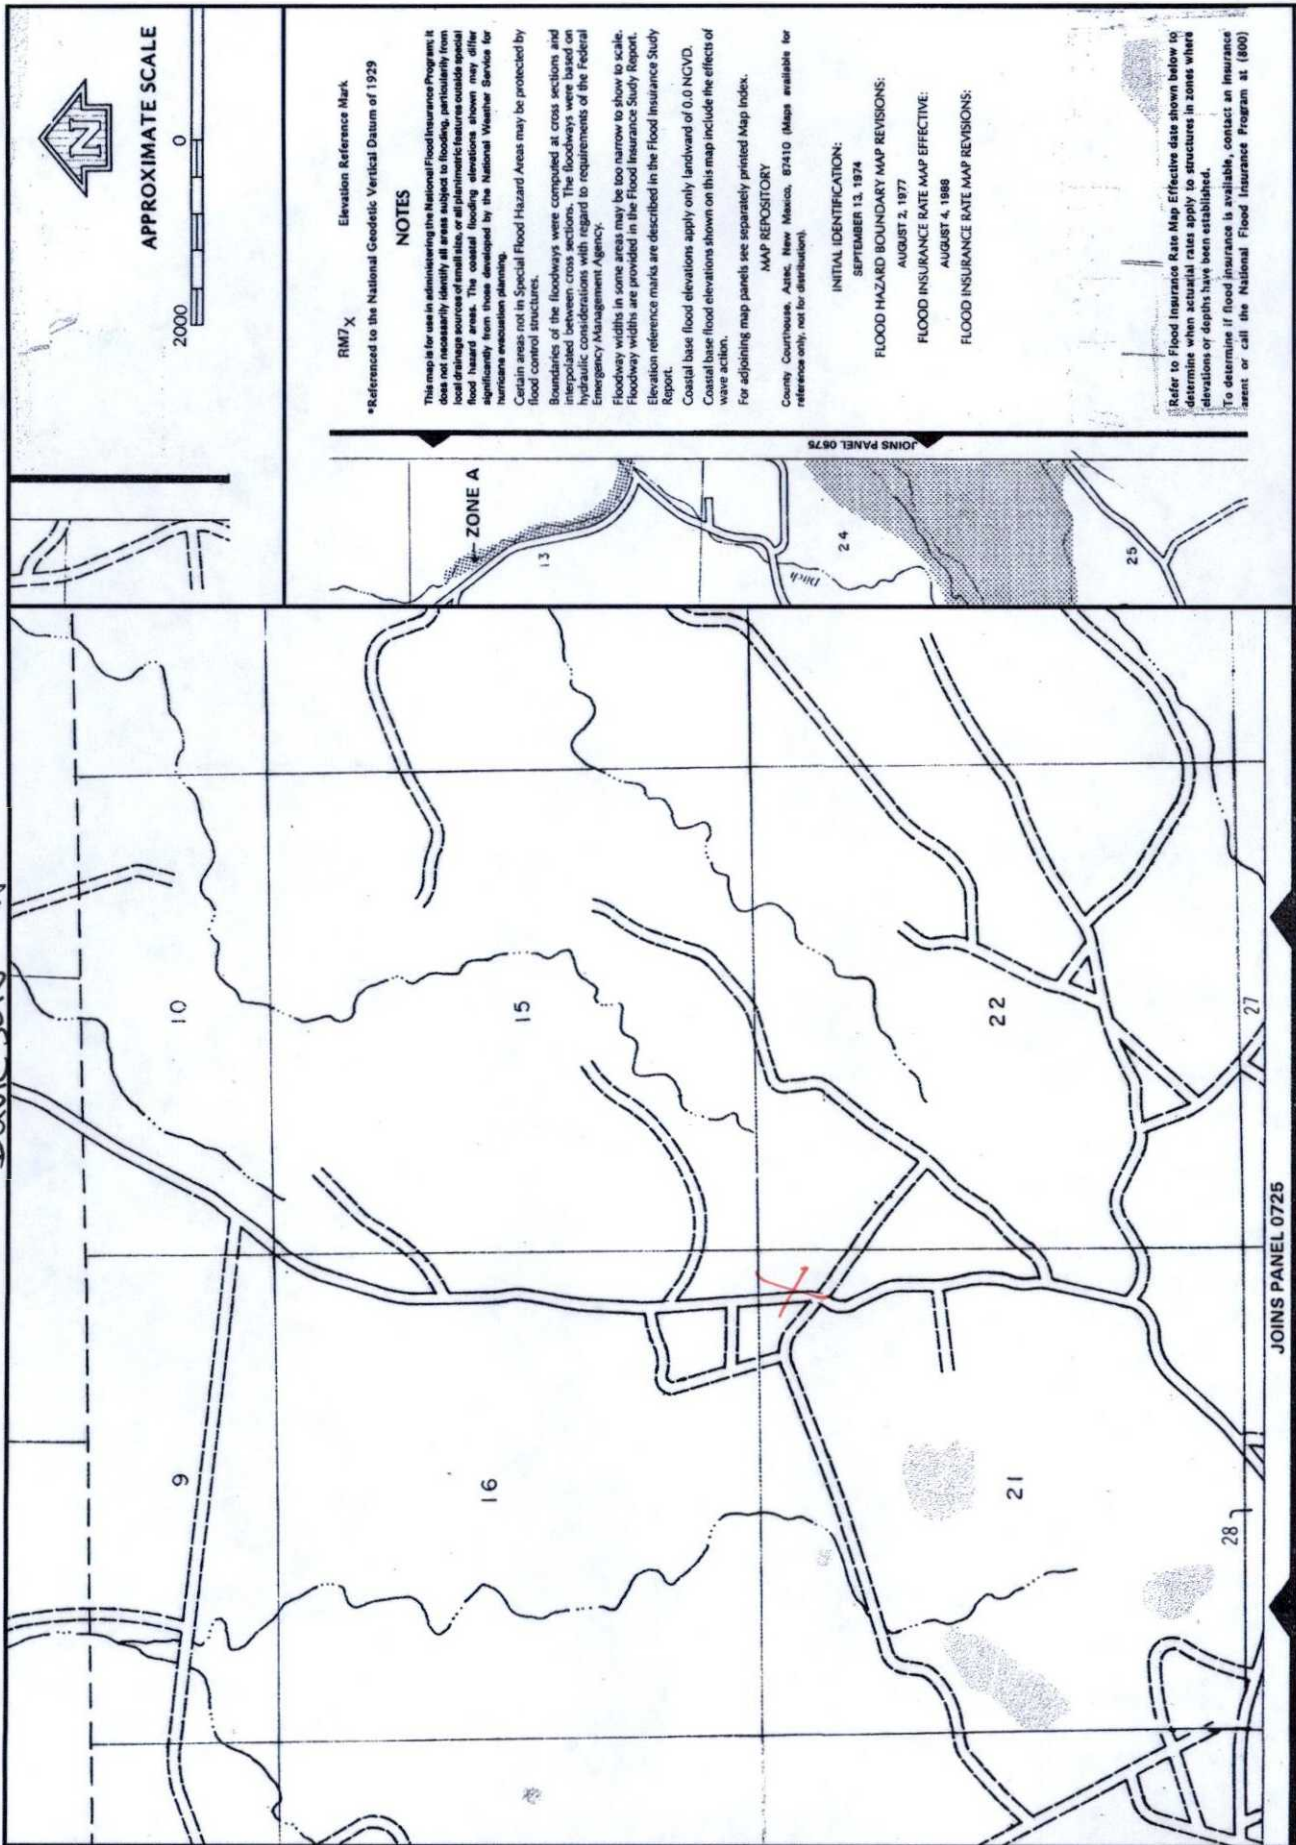 N
APPROXIMATE SCALE
2000 0
RM7X Elevation Reference Mark
*Referenced to the National Geodetic Vertical Datum of 1929
NOTES
This map is for use in administering the National Flood Insurance Program; it
does not necessarily identify all areas subject to flooding, particularly from
local drainage sources of small size, or all planimetric features outside special
flood hazard areas. The coastal flooding elevations shown may differ
significantly from those developed by the National Weather Service for
hurricane evacuation planning.
Certain areas not in Special Flood Hazard Areas may be protected by
flood control structures.
Boundaries of the floodways were computed at cross sections and
interpolated between cross sections. The floodways were based on
hydraulic considerations with regard to requirements of the Federal
Emergency Management Agency.
Floodway widths in some areas may be too narrow to show to scale.
Floodway widths are provided in the Flood Insurance Study Report.
Elevation reference marks are described in the Flood Insurance Study
Report.
Coastal base flood elevations apply only landward of 0.0 NGVD.
Coastal base flood elevations shown on this map include the effects of
wave action.
For adjoining map panels see separately printed Map Index.
MAP REPOSITORY
County Courthouse, Aztec, New Mexico, 87410 (Maps available for
reference only, not for distribution).
INITIAL IDENTIFICATION:
SEPTEMBER 13, 1974
FLOOD HAZARD BOUNDARY MAP REVISIONS:
AUGUST 2, 1977
FLOOD INSURANCE RATE MAP EFFECTIVE:
AUGUST 4, 1988
FLOOD INSURANCE RATE MAP REVISIONS:
Refer to Flood Insurance Rate Map Effective date shown below to
determine when actuarial rates apply to structures in zones where
elevations or depths have been established.
To determine if flood insurance is available, contact an insurance
agent or call the National Flood Insurance Program at (800)
JOINS PANEL 0675
ZONE A
13
24
Ditch
25
10
15
22
27
9
16
21
28
JOINS PANEL 0725